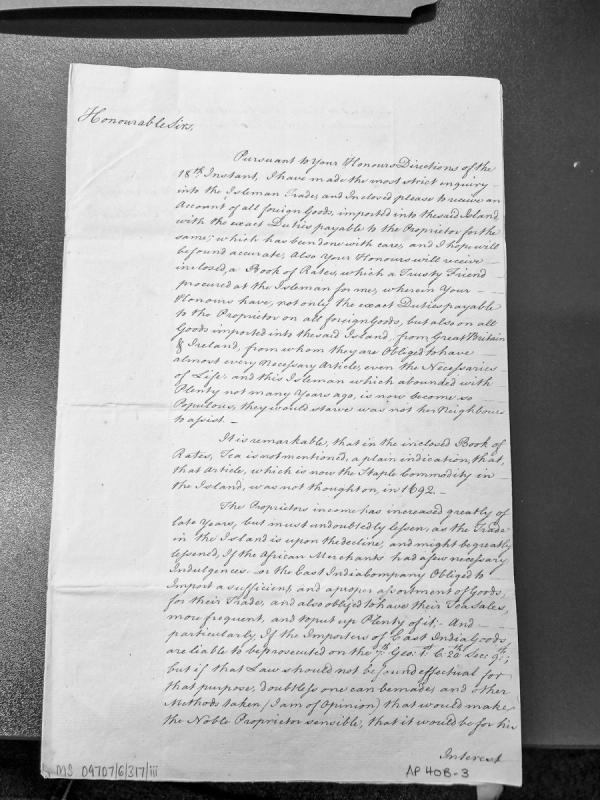 Honourable Sirs,
Pursuant to Your Honours Directions of the
18th. Instant, I have made the most strict enquiry
into the Isleman Trade, and Inclosed please to receive an
Account of all foreign Goods, imported into the said Island
with the exact Duties payable to the Proprietor for the
same; which has been done with care, and I hope will
be found accurate, Also Your Honours will receive
inclosed, a Book of Rates, which a Trusty Friend
procured at the Isleman for me, wherein Your
Honours have, not only the exact Duties payable
to the Proprietor on all foreign Goods, but also on all
Goods imported into the said Island, from Great Britain
& Ireland, from whom they are Obliged to have
almost every Necessary Article, even the Necessaries
of Life; and this Isleman which abounded with
Plenty not many Years ago, is now become so
Populous, they would starve was not her Neighbours
to assist. –
It is remarkable, that in the inclosed Book of
Rates, Tea is not mentioned, a plain indication, that,
that Article, which is now the Staple Commodity in
the Island, was not thought on, in 1692. –
The Proprietors income has increased greatly of
late Years, but must undoubtedly lessen, as the Trade
in the Island is upon the decline, and might be greatly
lessend, If the African Merchants had a few necessary
Indulgences – or the East India Company Obliged to
Import a sufficient, and a proper assortment of Goods,
for their Trade, and also obliged to have their Tea Sales,
more frequent, and to put up Plenty of it; – And
particularly, If the Importers of East India Goods,
are liable to be prosecuted on the 7th. Geo: 1st. C. 20. Sec: 9th.;
but if that Law should not be found effectual for
that purpose, doubtless one can be made, and other
Methods taken (I am of Opinion) that would make
the Noble Proprietor sensible, that it would be for his
Interest
MS 09707/6/317/iii
AP 40B-3